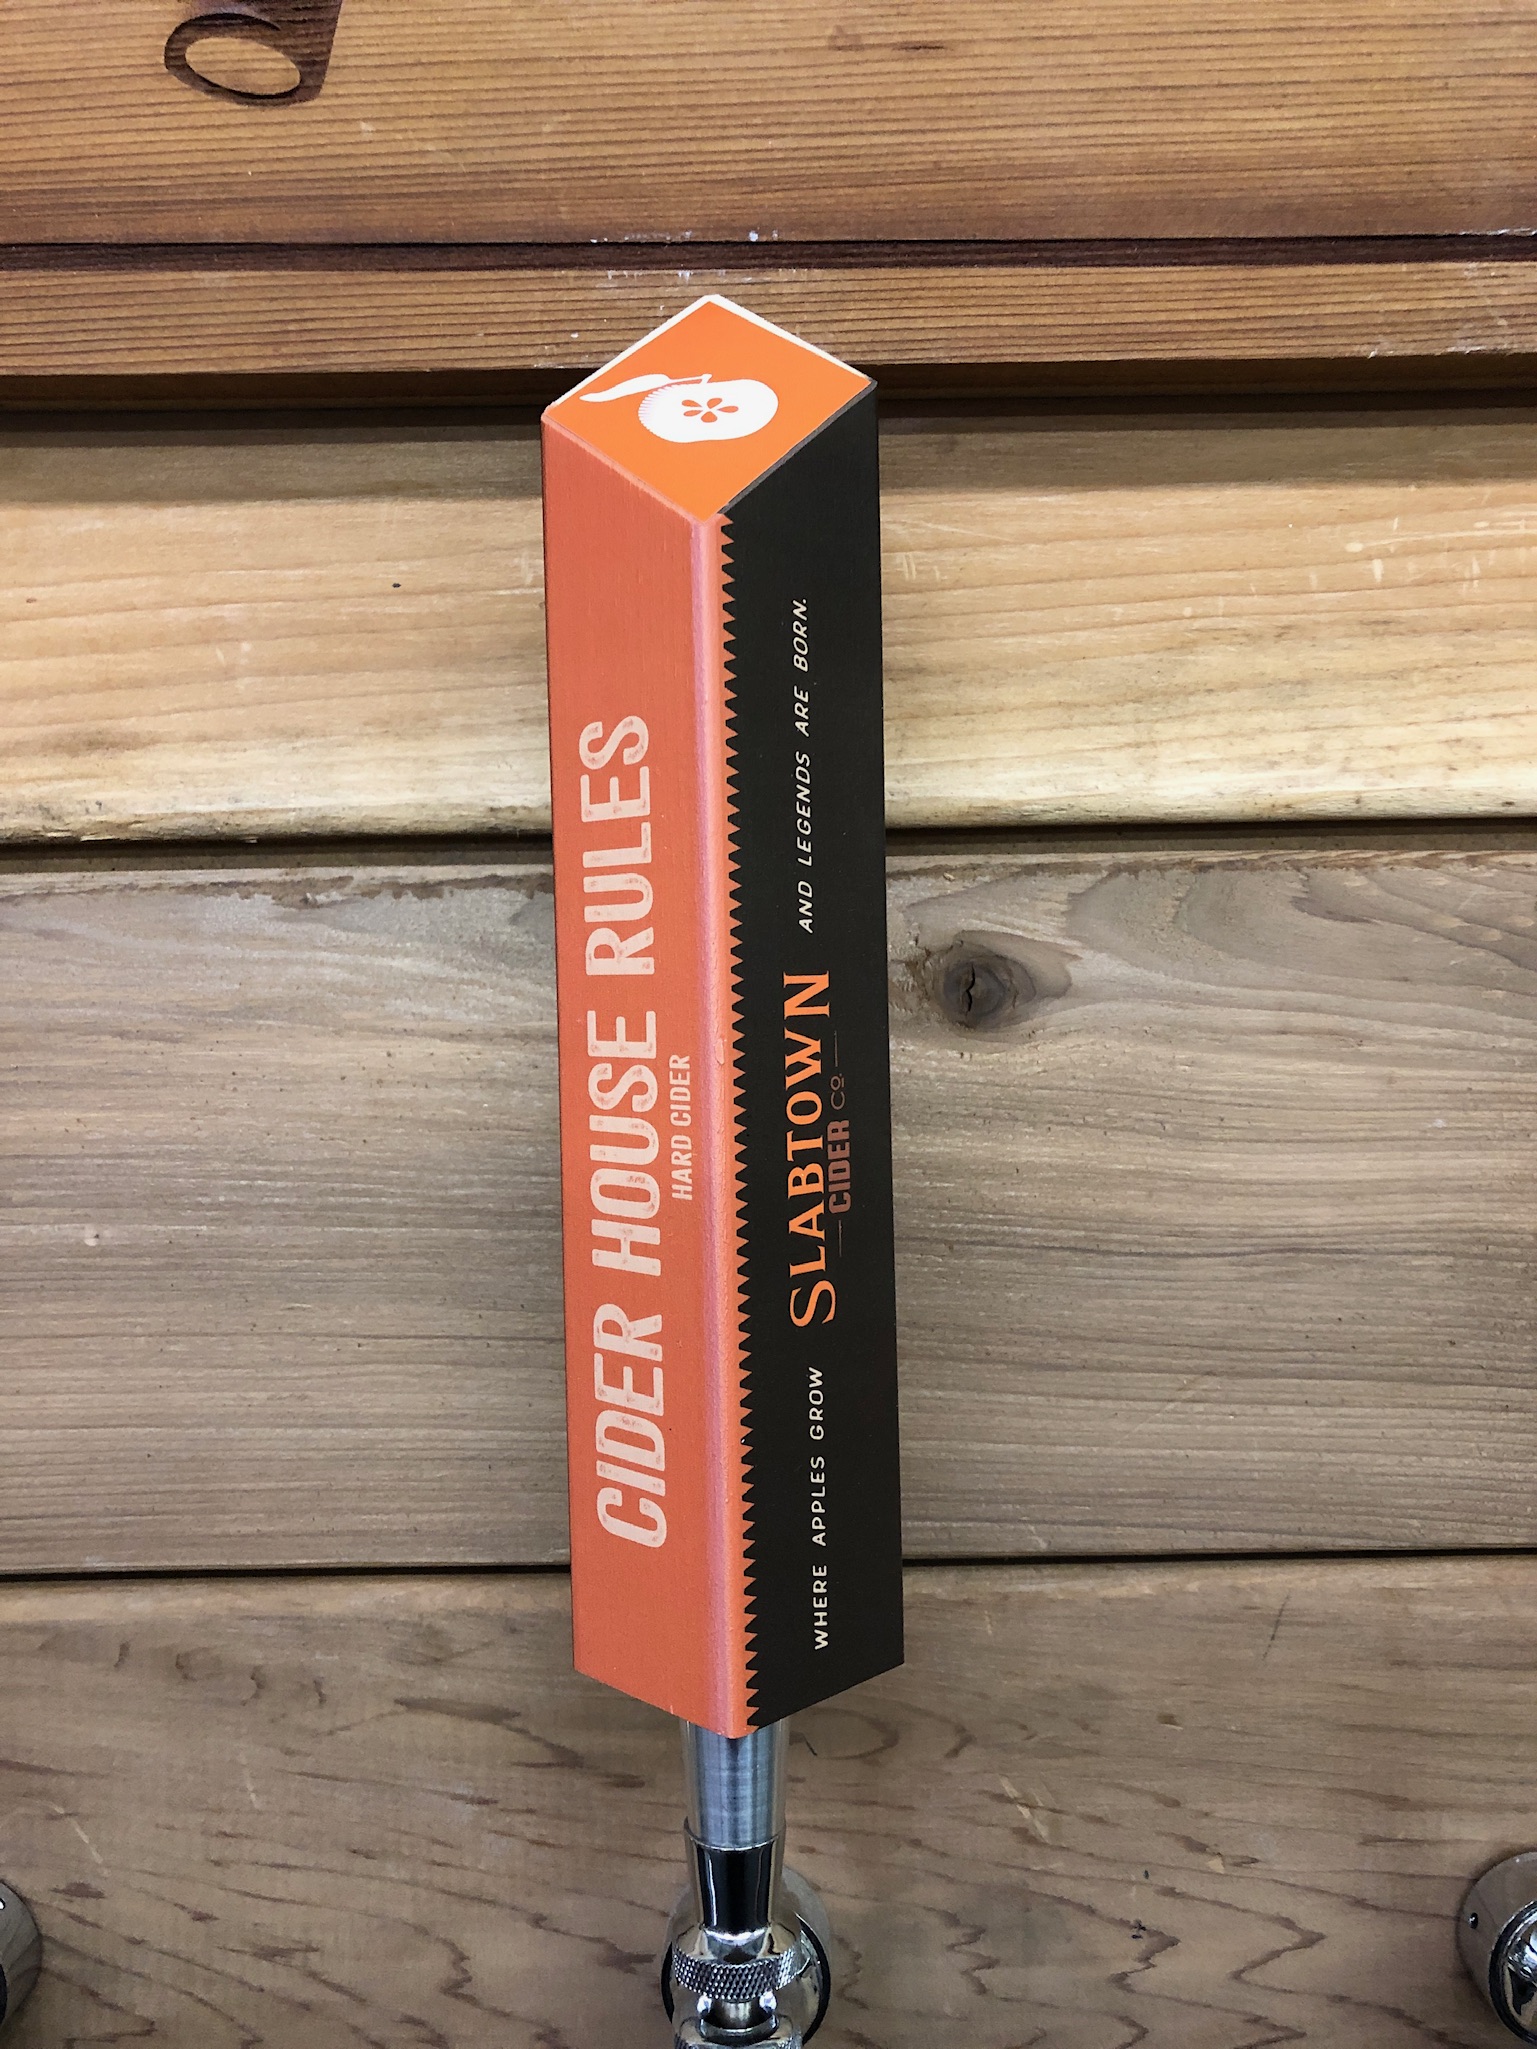 CIDER HOUSE RULES
HARD CIDER
WHERE APPLES GROW
SLABTOWN
CIDER CO.
AND LEGENDS ARE BORN.